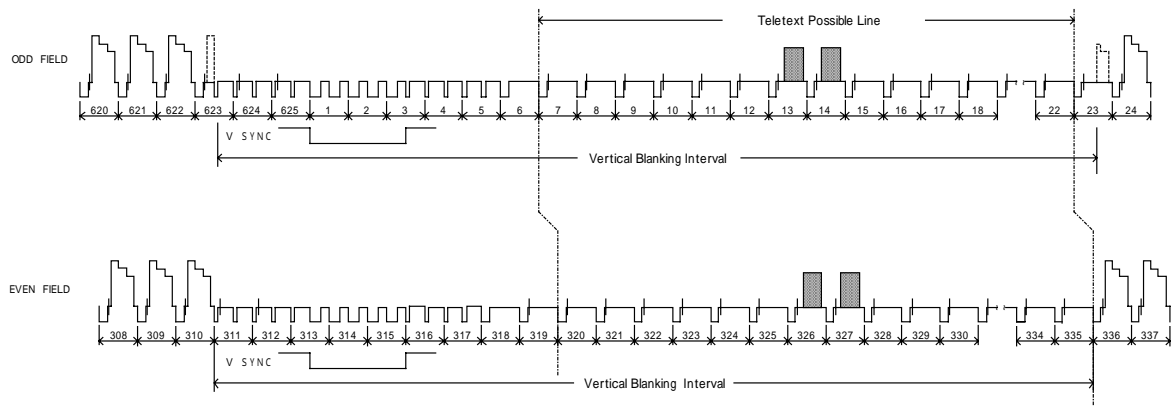 Teletext Possible Line
ODD FIELD
620 621 622 623 624 625 1 2 3 4 5 6 7 8 9 10 11 12 13 14 15 16 17 18 22 23 24
V SYNC
Vertical Blanking Interval
EVEN FIELD
308 309 310 311 312 313 314 315 316 317 318 319 320 321 322 323 324 325 326 327 328 329 330 334 335 336 337
V SYNC
Vertical Blanking Interval